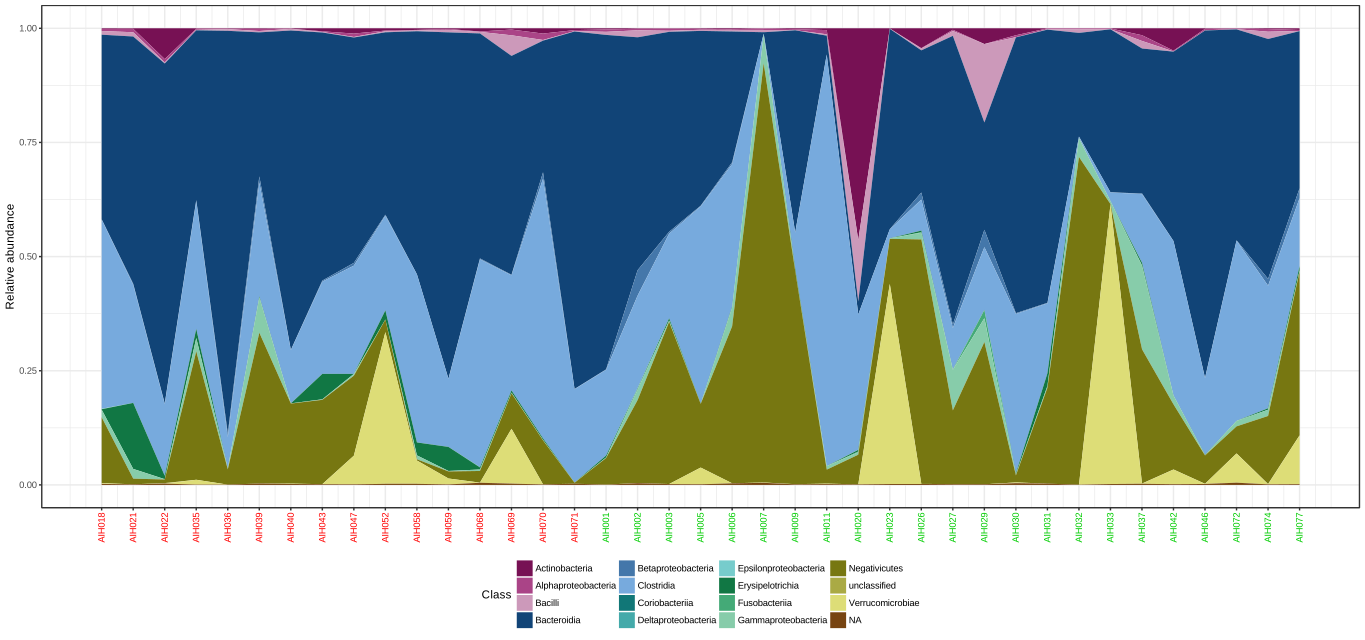 1.00
0.75
0.50
0.25
0.00
Relative abundance
AIH018 AIH021 AIH022 AIH035 AIH036 AIH039 AIH040 AIH043 AIH047 AIH052 AIH058 AIH059 AIH068 AIH069 AIH070 AIH071 AIH001 AIH002 AIH003 AIH005 AIH006 AIH007 AIH009 AIH011 AIH020 AIH023 AIH026 AIH027 AIH029 AIH030 AIH031 AIH032 AIH033 AIH037 AIH042 AIH046 AIH072 AIH074 AIH077
Class
Actinobacteria Betaproteobacteria Epsilonproteobacteria Negativicutes
Alphaproteobacteria Clostridia Erysipelotrichia unclassified
Bacilli Coriobacteriia Fusobacteriia Verrucomicrobiae
Bacteroidia Deltaproteobacteria Gammaproteobacteria NA